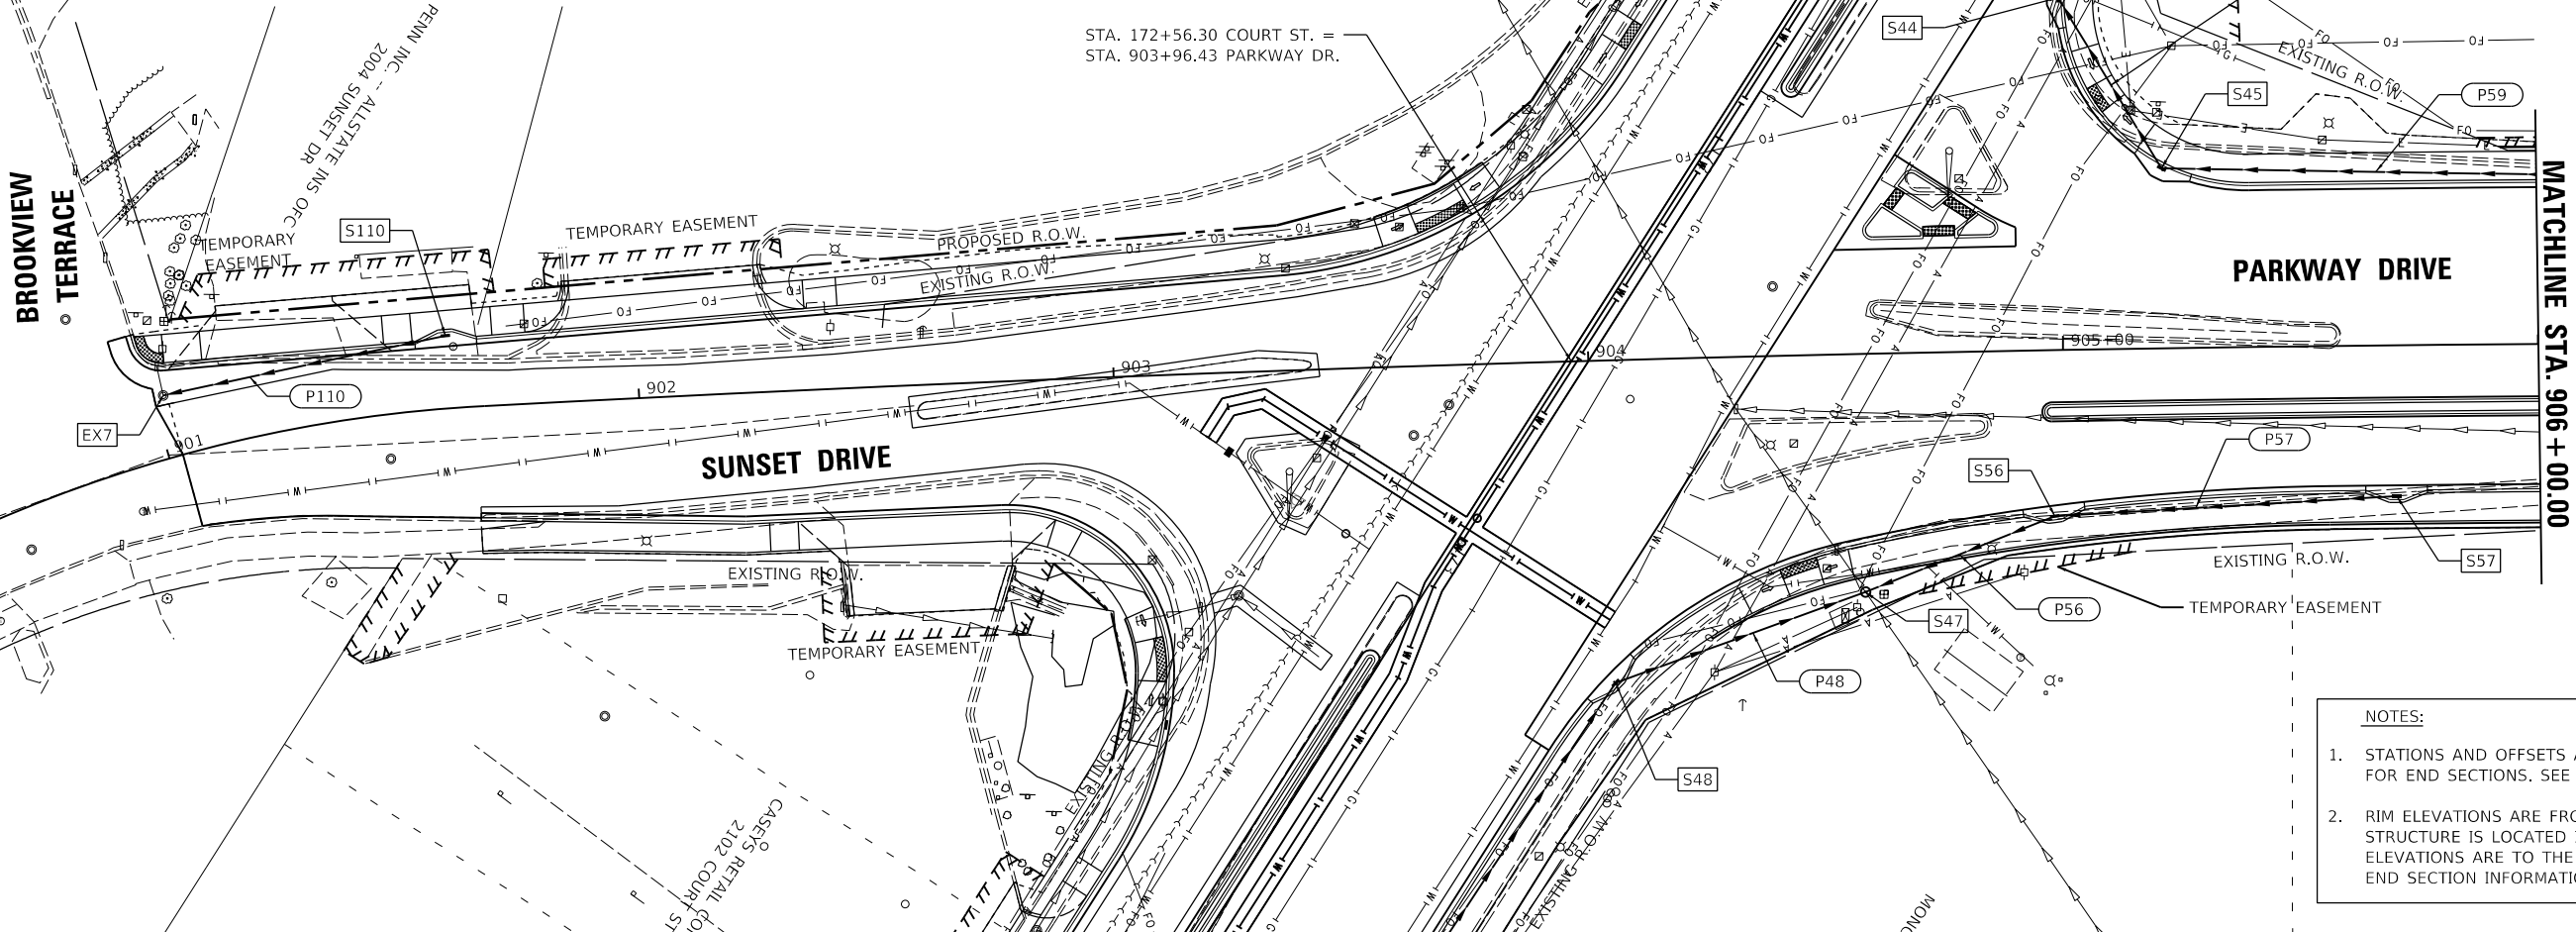 STA. 172+56.30 COURT ST. =
STA. 903+96.43 PARKWAY DR.
S44
EXISTING R.O.W.
S45
P59
PENN INC. -- ALLSTATE INS OFC
2004 SUNSET DR
BROOKVIEW
TERRACE
S110
TEMPORARY
EASEMENT
TEMPORARY EASEMENT
PROPOSED R.O.W.
EXISTING R.O.W.
PARKWAY DRIVE
MATCHLINE STA. 906+00.00
P110
EX7
901
902
903
904
905+00
SUNSET DRIVE
P57
S56
S57
EXISTING R.O.W.
EXISTING R.O.W.
TEMPORARY EASEMENT
P56
S47
TEMPORARY EASEMENT
P48
S48
EXISTING R.O.W.
CASEYS RETAIL CO
2102 COURT ST
MON
NOTES:
1. STATIONS AND OFFSETS A
FOR END SECTIONS. SEE
2. RIM ELEVATIONS ARE FRO
STRUCTURE IS LOCATED
ELEVATIONS ARE TO THE
END SECTION INFORMATIO